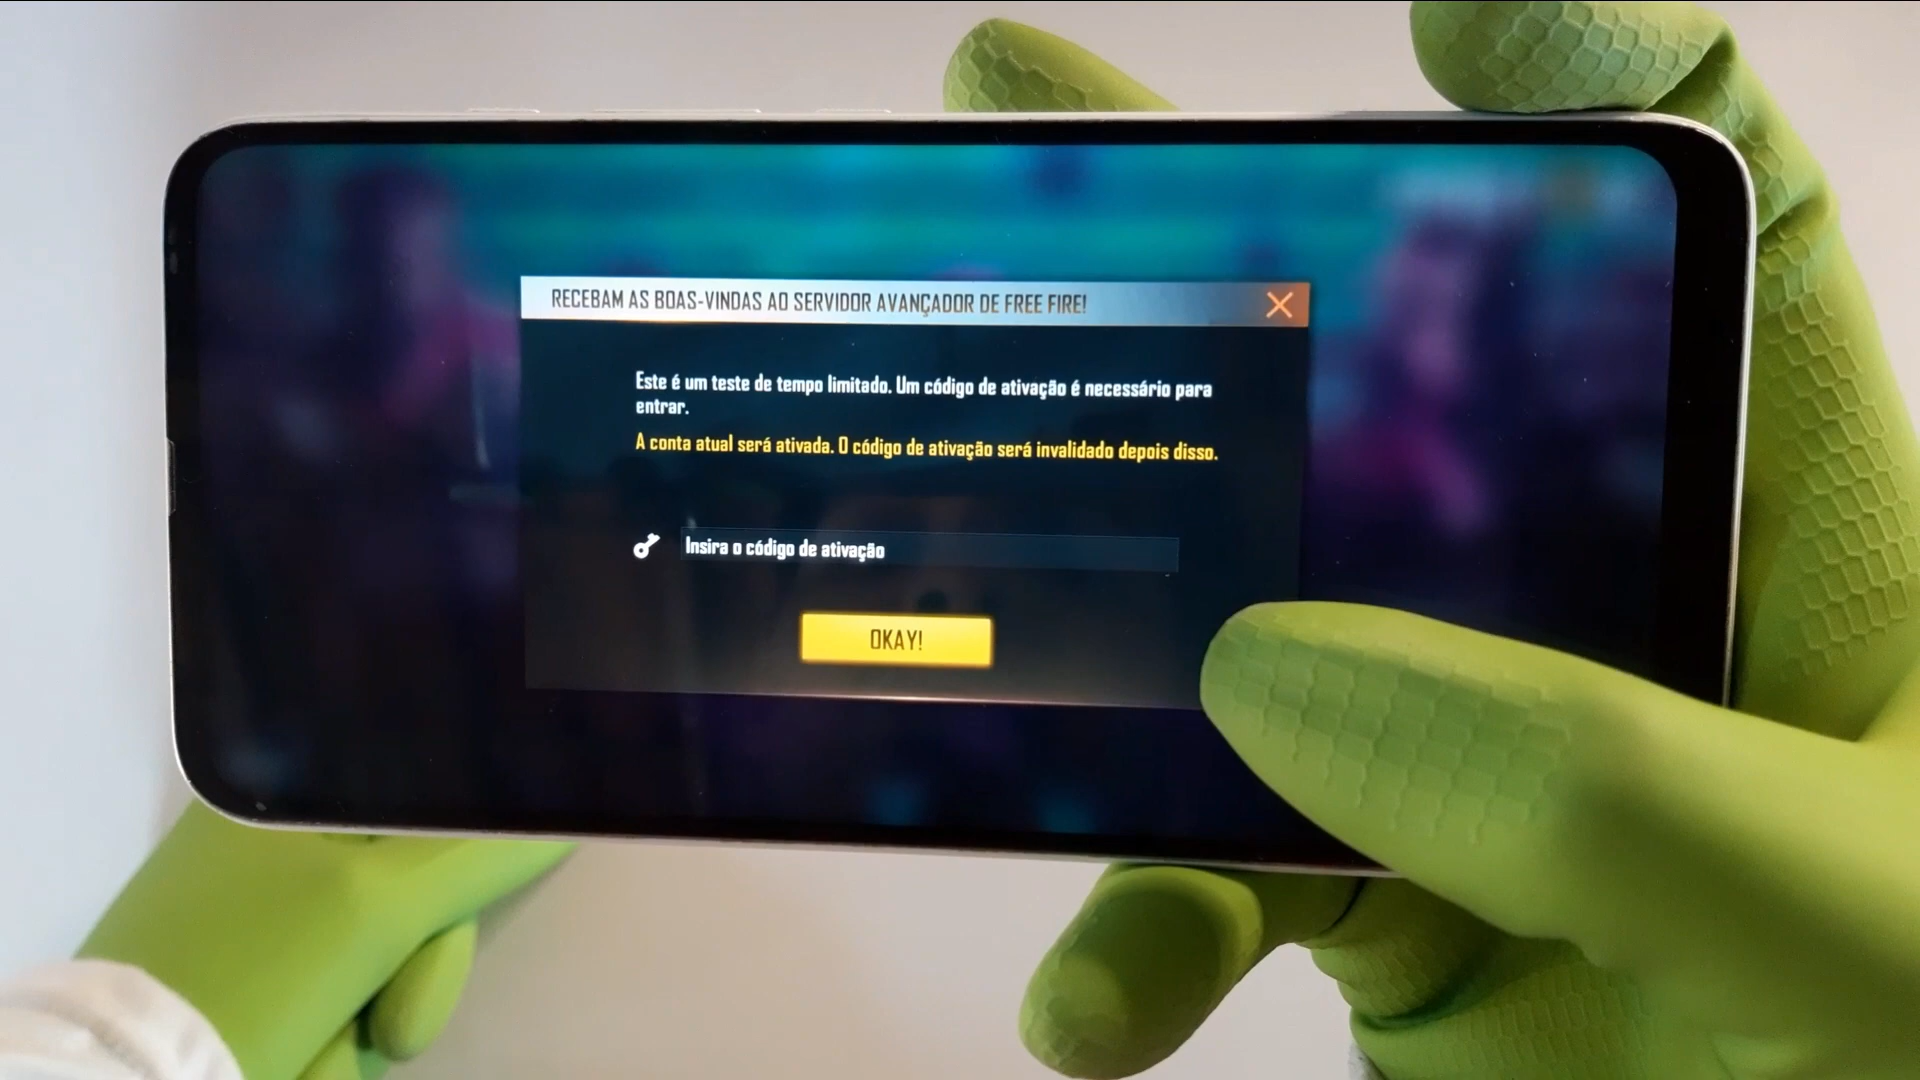 RECEBAM AS BOAS-VINDAS AO SERVIDOR AVANÇADOR DE FREE FIRE!
Este é um teste de tempo limitado. Um código de ativação é necessário para
entrar.
A conta atual será ativada. O código de ativação será invalidado depois disso.
Insira o código de ativação
OKAY!